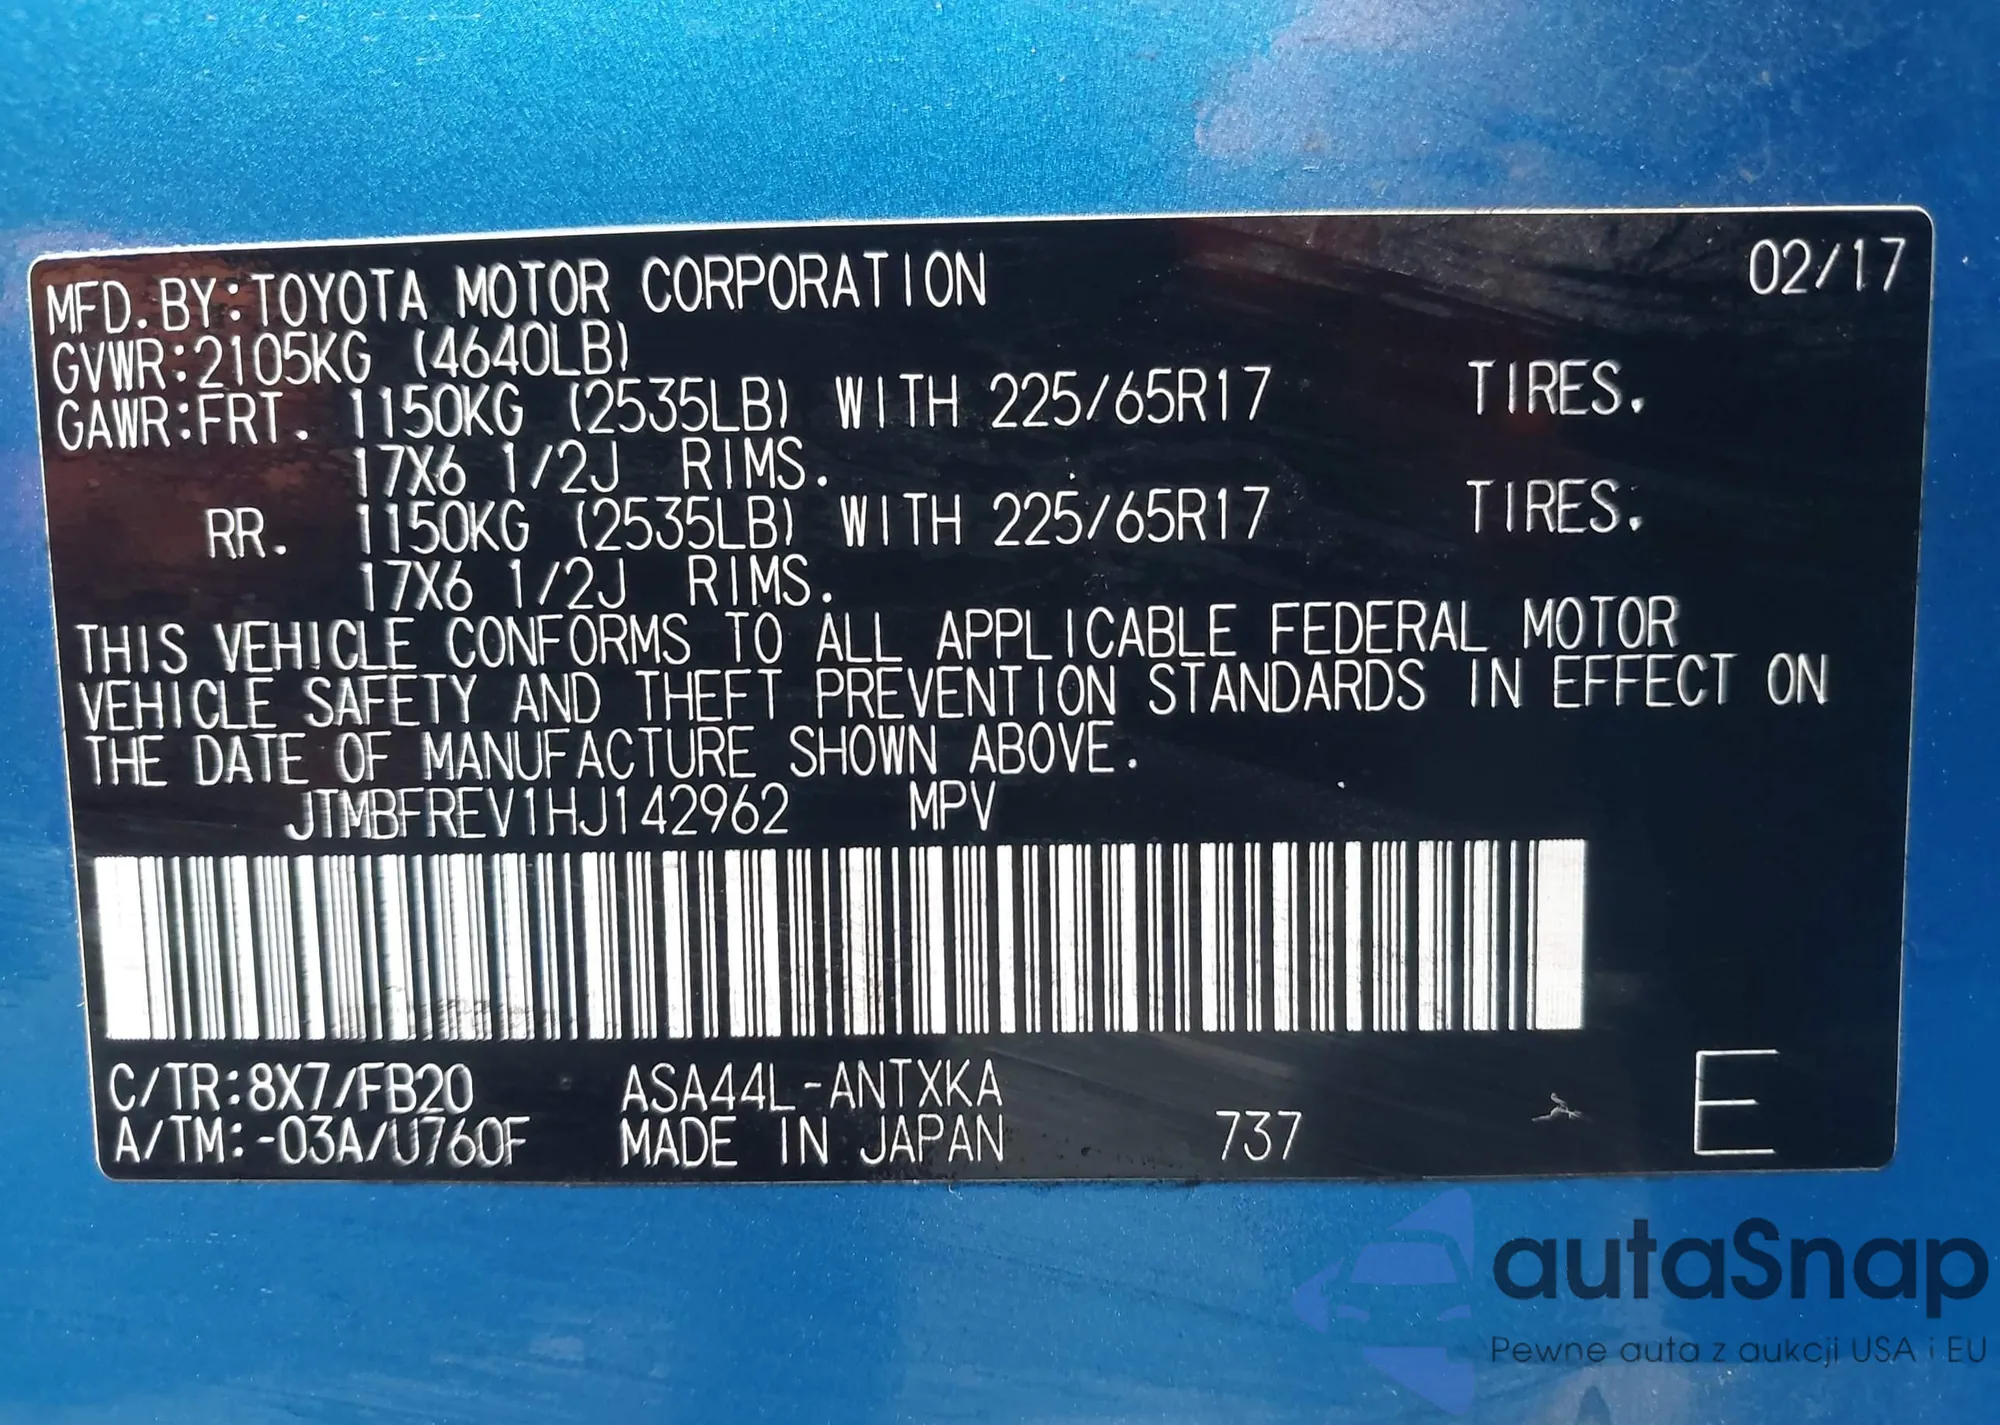 02/17
MFD.BY:TOYOTA MOTOR CORPORATION
GVWR:2105KG (4640LB)
GAWR:FRT. 1150KG (2535LB) WITH 225/65R17 TIRES.
17X6 1/2J RIMS.
RR. 1150KG (2535LB) WITH 225/65R17 TIRES.
17X6 1/2J RIMS.
THIS VEHICLE CONFORMS TO ALL APPLICABLE FEDERAL MOTOR
VEHICLE SAFETY AND THEFT PREVENTION STANDARDS IN EFFECT ON
THE DATE OF MANUFACTURE SHOWN ABOVE.
JTMBFREV1HJ142962 MPV
C/TR:8X7/FB20 ASA44L-ANTXKA
A/TM:-03A/U760F MADE IN JAPAN 737 E
autaSnap
Pewne auta z aukcji USA i EU